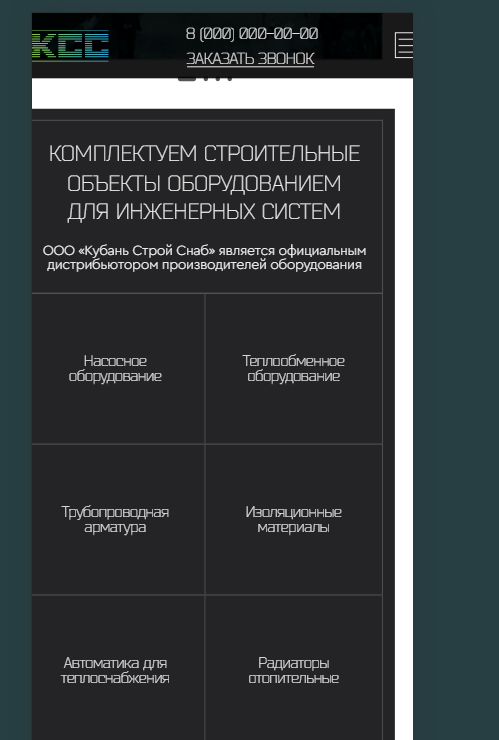 КСС
8 (000) 000-00-00
ЗАКАЗАТЬ ЗВОНОК
КОМПЛЕКТУЕМ СТРОИТЕЛЬНЫЕ
ОБЪЕКТЫ ОБОРУДОВАНИЕМ
ДЛЯ ИНЖЕНЕРНЫХ СИСТЕМ
ООО «Кубань Строй Снаб» является официальным
дистрибьютором производителей оборудования
Насосное
оборудование
Теплообменное
оборудование
Трубопроводная
арматура
Изоляционные
материалы
Автоматика для
теплоснабжения
Радиаторы
отопительные